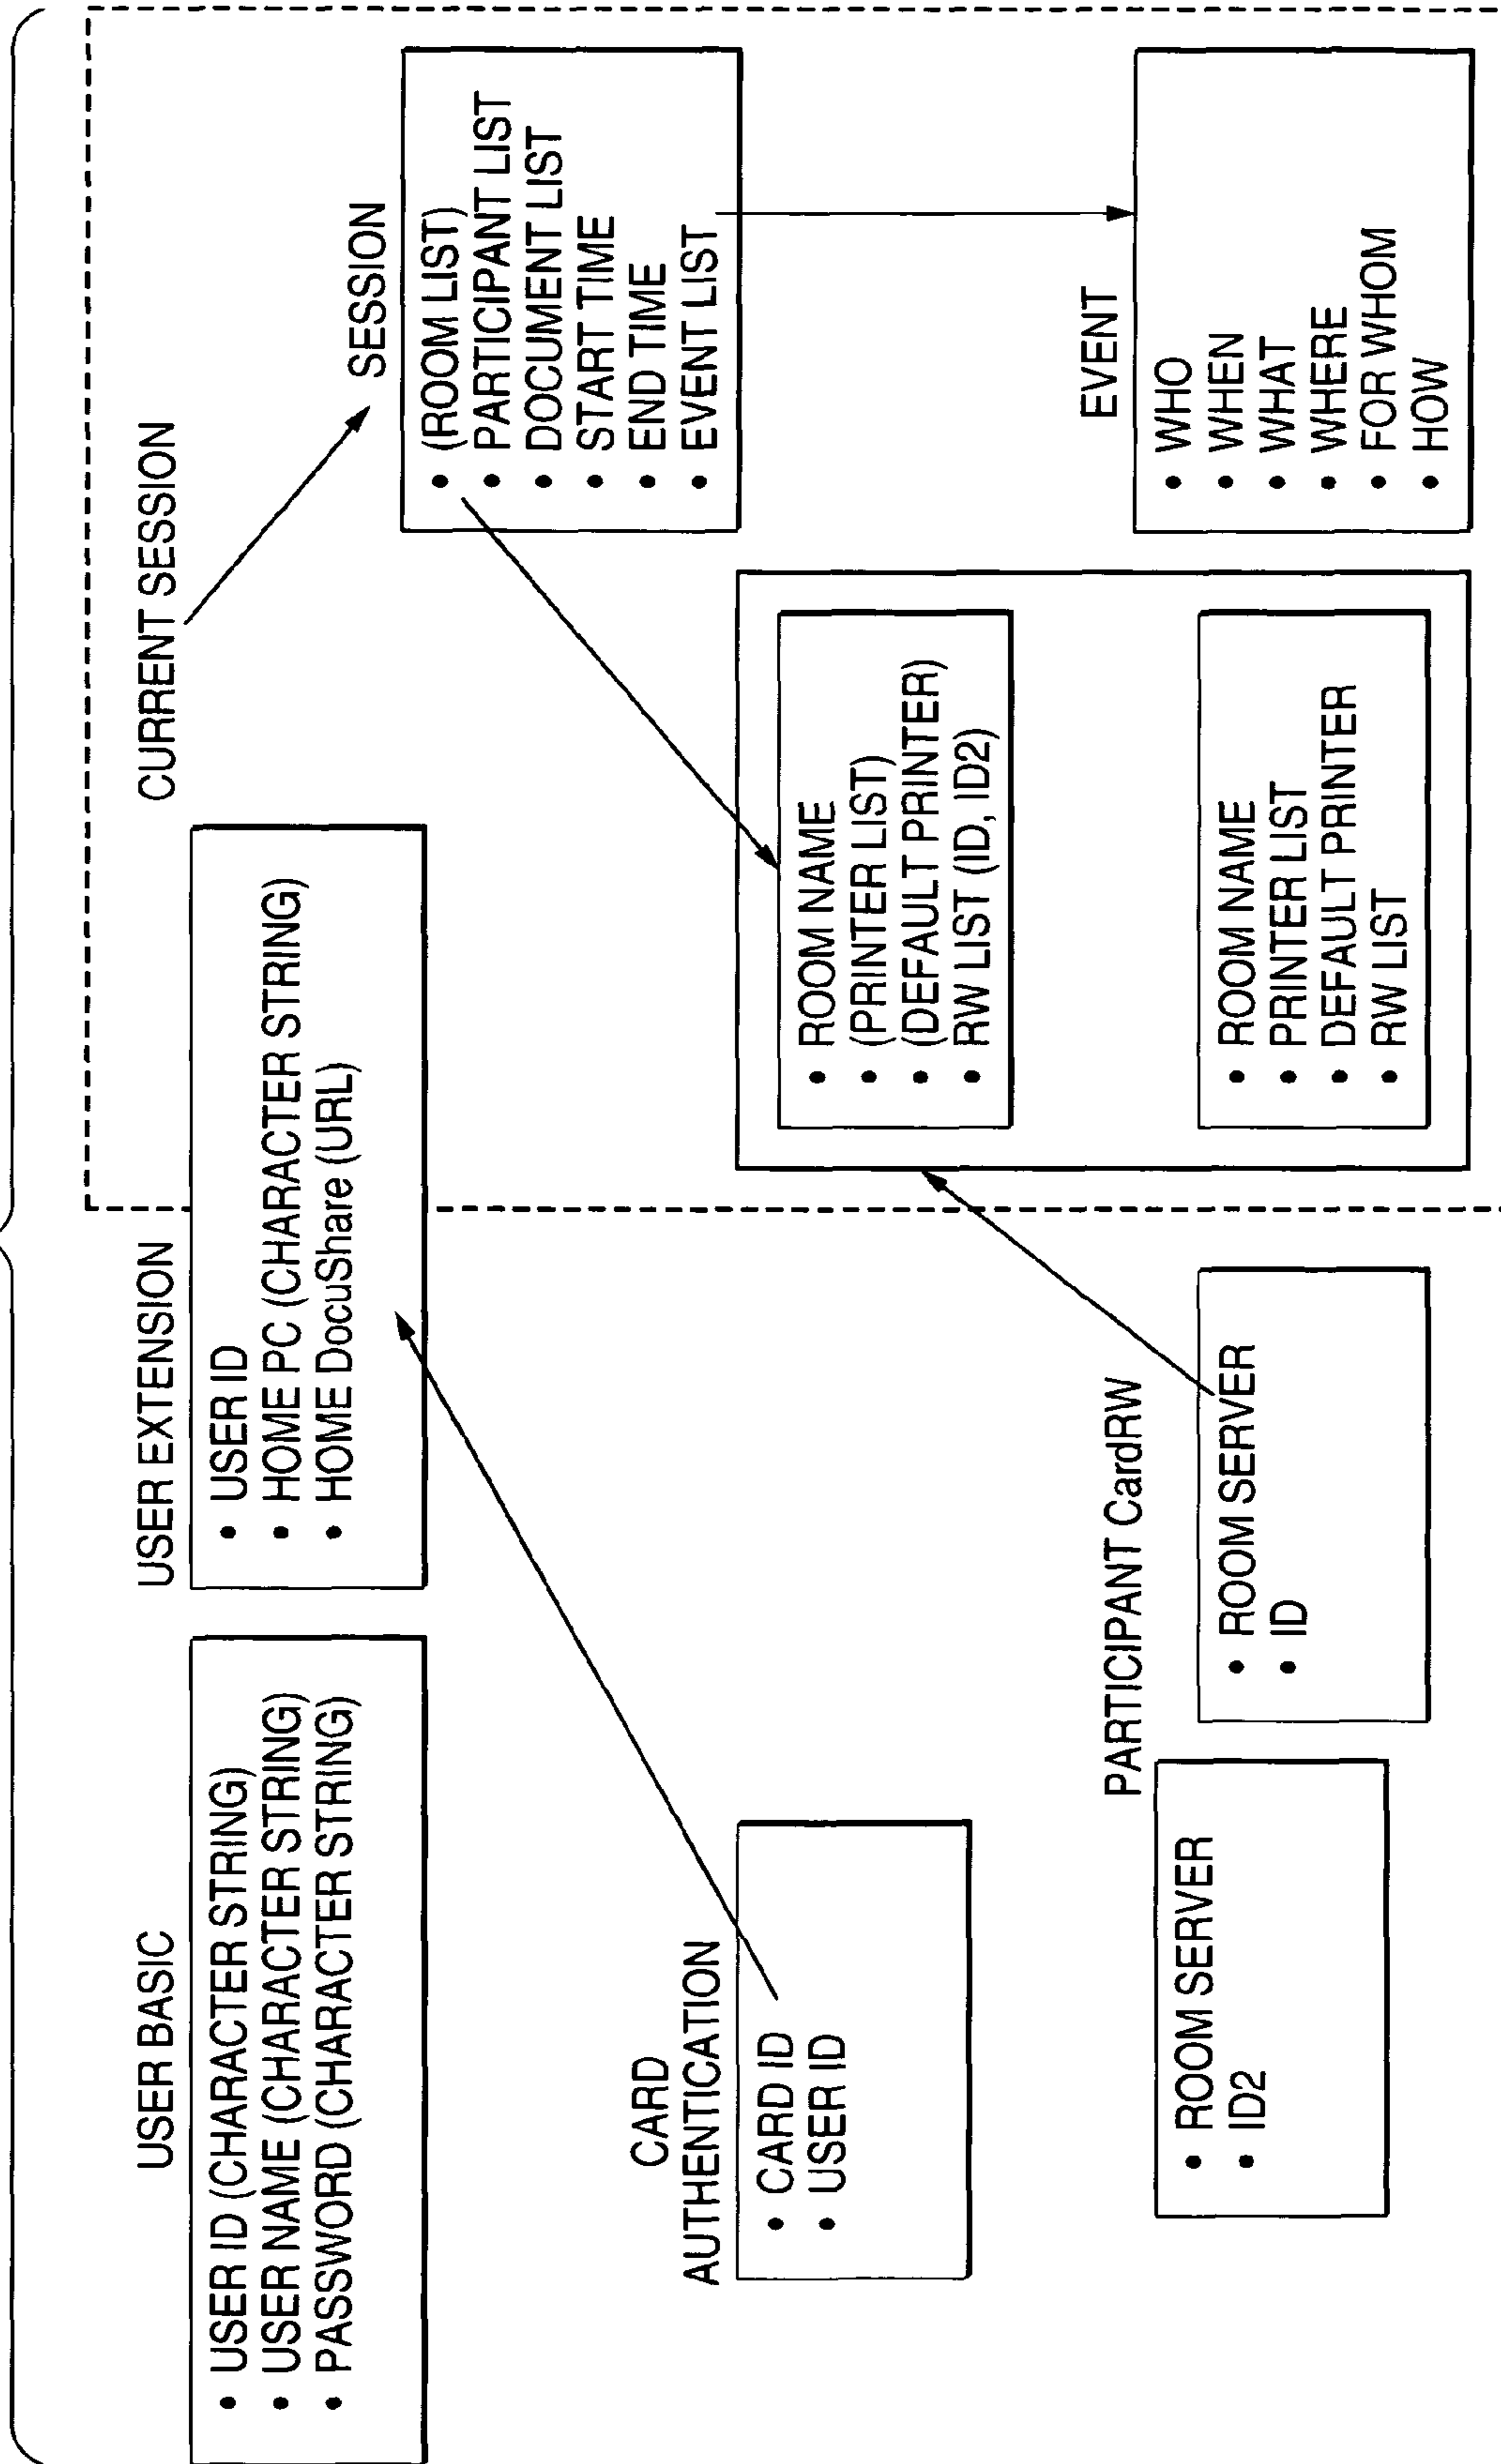 USER BASIC
• USER ID (CHARACTER STRING)
• USER NAME (CHARACTER STRING)
• PASSWORD (CHARACTER STRING)
USER EXTENSION
• USER ID
• HOME PC (CHARACTER STRING)
• HOME DocuShare (URL)
CURRENT SESSION
SESSION
• (ROOM LIST)
• PARTICIPANT LIST
• DOCUMENT LIST
• START TIME
• END TIME
• EVENT LIST
CARD
AUTHENTICATION
• CARD ID
• USER ID
• ROOM NAME
• (PRINTER LIST)
• (DEFAULT PRINTER)
• RW LIST (ID, ID2)
PARTICIPANT CardRW
• ROOM SERVER
• ID2
• ROOM SERVER
• ID
• ROOM NAME
• PRINTER LIST
• DEFAULT PRINTER
• RW LIST
EVENT
• WHO
• WHEN
• WHAT
• WHERE
• FOR WHOM
• HOW